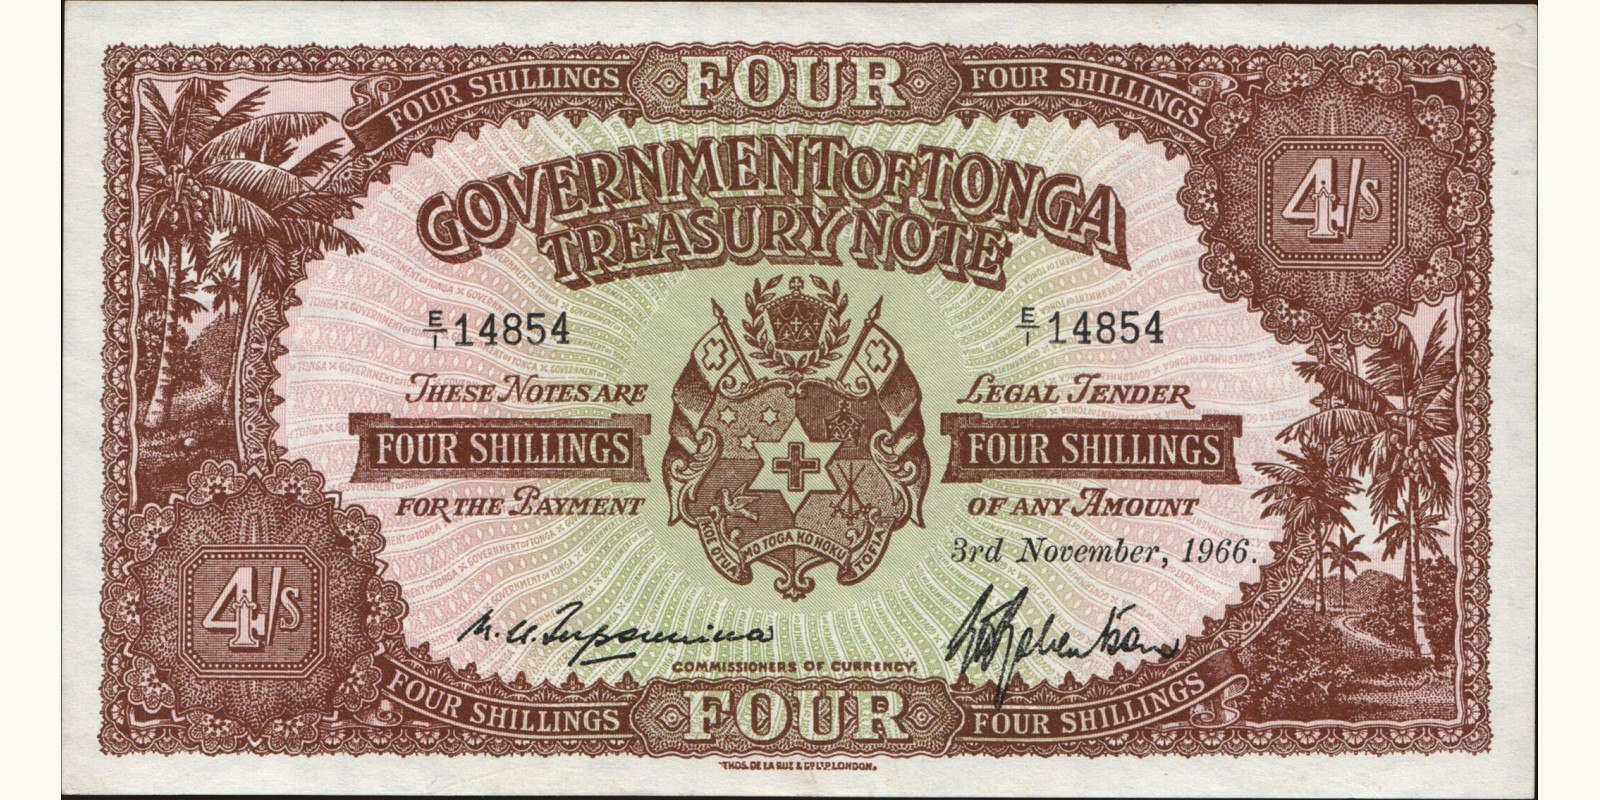 FOUR SHILLINGS FOUR FOUR SHILLINGS
4/s
GOVERNMENT OF TONGA
TREASURY NOTE
E/1 14854 E/1 14854
THESE NOTES ARE LEGAL TENDER
FOUR SHILLINGS FOUR SHILLINGS
FOR THE PAYMENT OF ANY AMOUNT
KOE OTUA MO TOGA KO HOKU TOFIA
3rd November, 1966.
4/s
COMMISSIONERS OF CURRENCY.
FOUR SHILLINGS FOUR FOUR SHILLINGS
THOS. DE LA RUE & CO LTD LONDON.